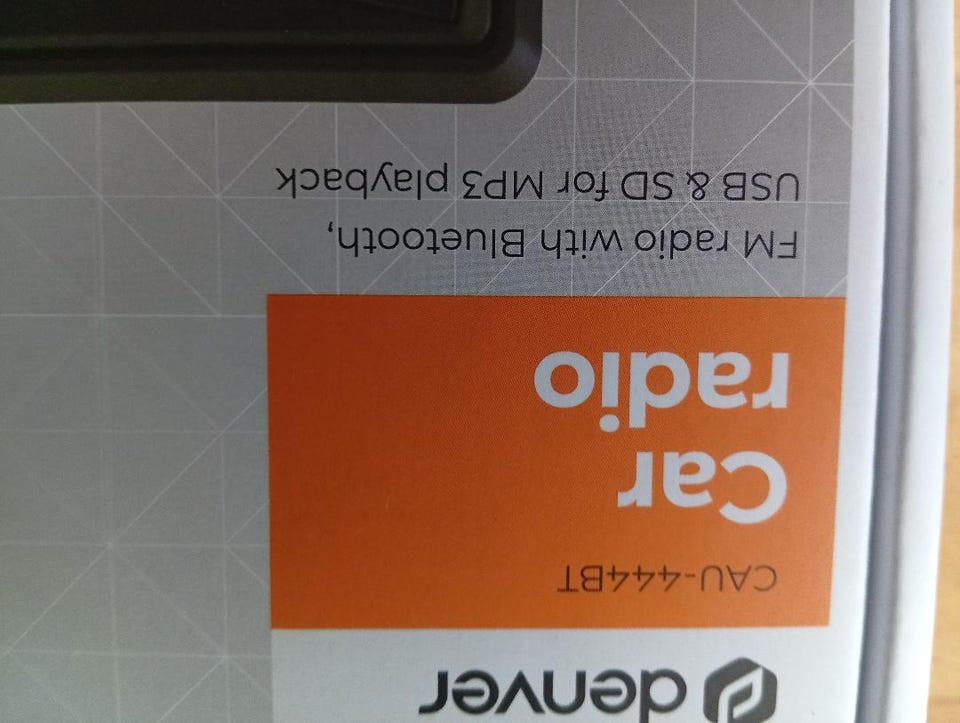 denver
CAU-444BT
Car
radio
FM radio with Bluetooth,
USB & SD for MP3 playback